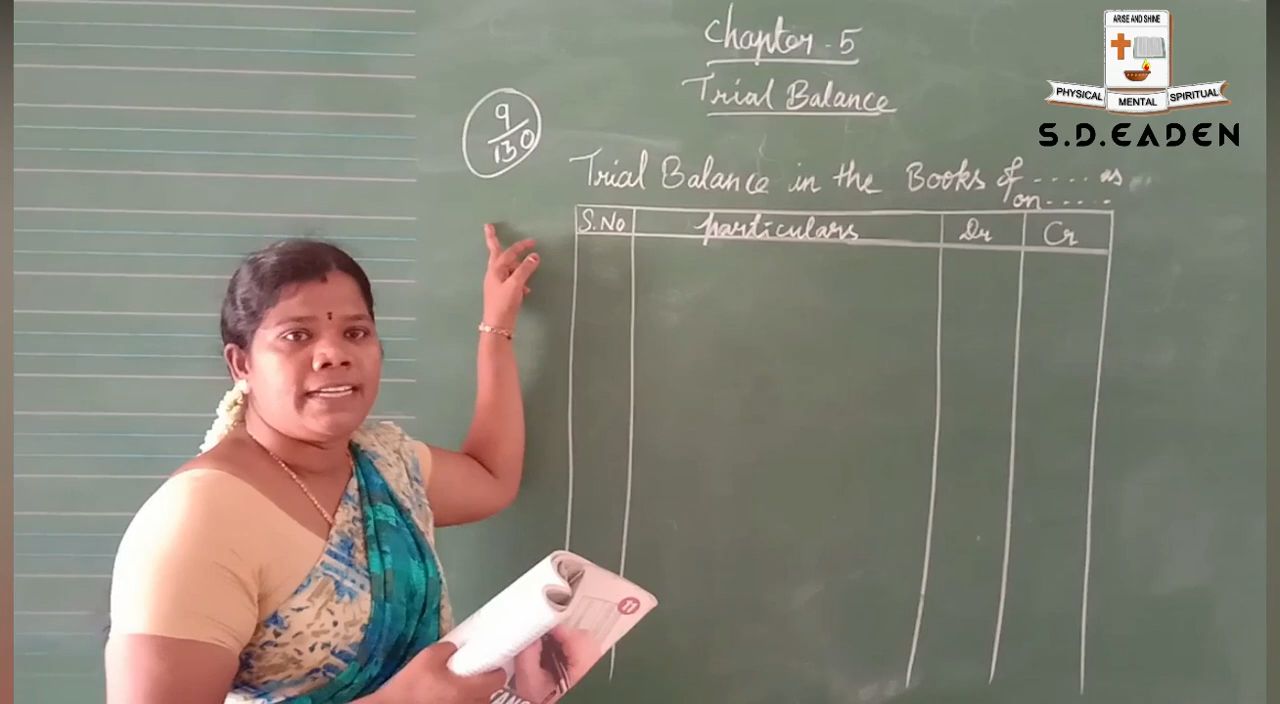 Chapter - 5
Trial Balance
9
130
Trial Balance in the Books of ..... as
on.....
S.No particulars Dr Cr
ARISE AND SHINE
PHYSICAL MENTAL SPIRITUAL
S.D.EADEN
11